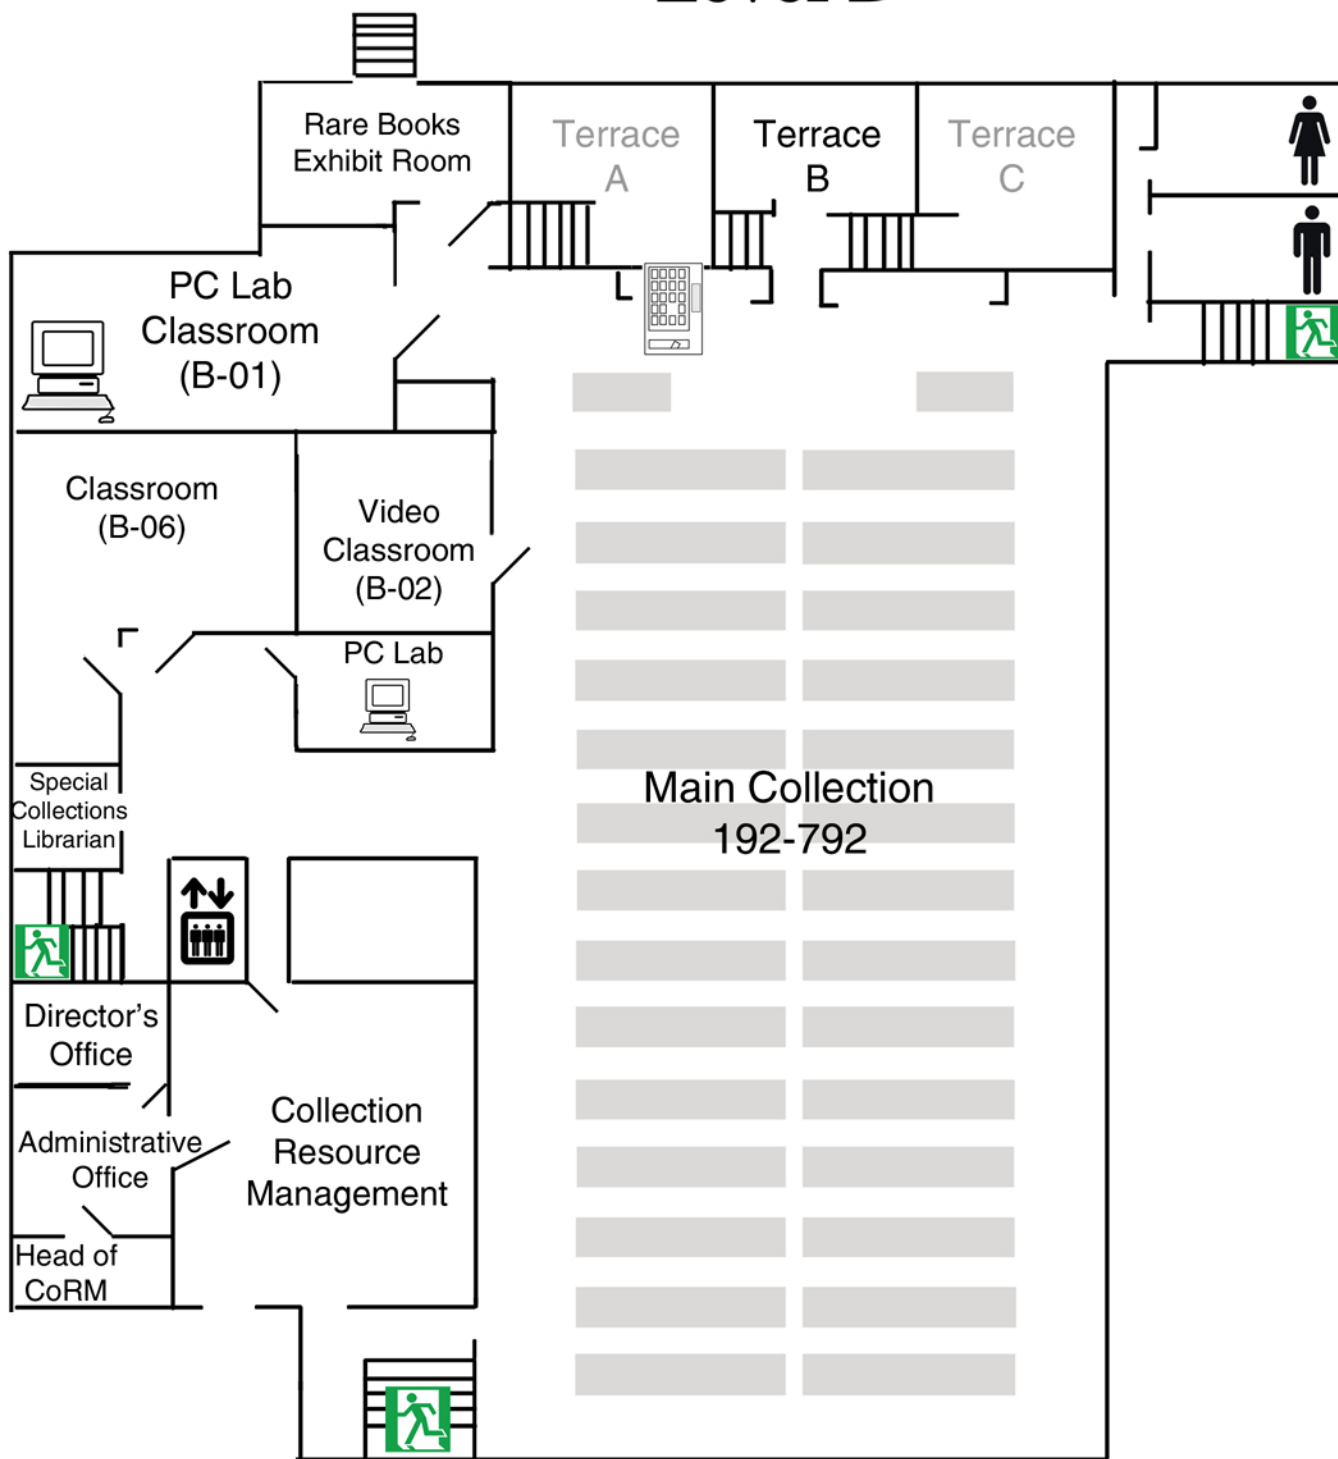 Rare Books
Exhibit Room
Terrace
A
Terrace
B
Terrace
C
PC Lab
Classroom
(B-01)
Classroom
(B-06)
Video
Classroom
(B-02)
PC Lab
Special
Collections
Librarian
Main Collection
192-792
Director's
Office
Collection
Resource
Management
Administrative
Office
Head of
CoRM